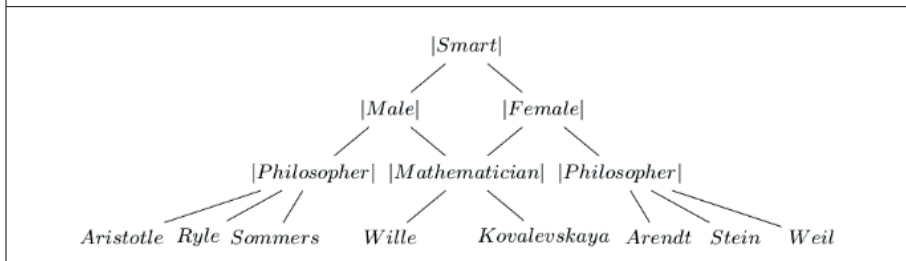 |Smart|
|Male| |Female|
|Philosopher| |Mathematician| |Philosopher|
Aristotle Ryle Sommers Wille Kovalevskaya Arendt Stein Weil